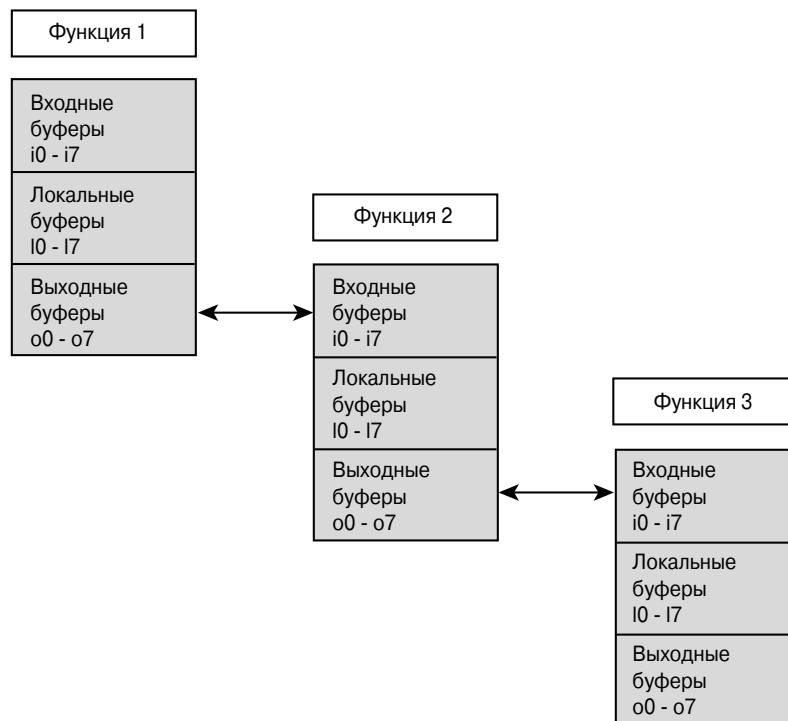 Функция 1
Входные
буферы
i0 - i7
Локальные
буферы
l0 - l7
Выходные
буферы
o0 - o7
Функция 2
Входные
буферы
i0 - i7
Локальные
буферы
l0 - l7
Выходные
буферы
o0 - o7
Функция 3
Входные
буферы
i0 - i7
Локальные
буферы
l0 - l7
Выходные
буферы
o0 - o7